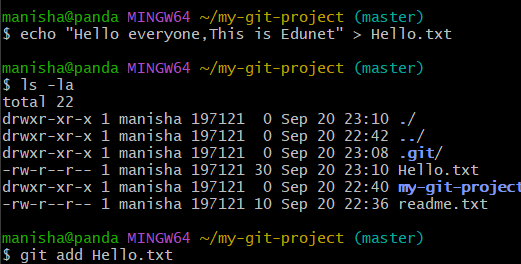 manisha@panda MINGW64 ~/my-git-project (master)
$ echo "Hello everyone,This is Edunet" > Hello.txt
manisha@panda MINGW64 ~/my-git-project (master)
$ ls -la
total 22
drwxr-xr-x 1 manisha 197121  0 Sep 20 23:10 ./
drwxr-xr-x 1 manisha 197121  0 Sep 20 22:42 ../
drwxr-xr-x 1 manisha 197121  0 Sep 20 23:08 .git/
-rw-r--r-- 1 manisha 197121 30 Sep 20 23:10 Hello.txt
drwxr-xr-x 1 manisha 197121  0 Sep 20 22:40 my-git-project
-rw-r--r-- 1 manisha 197121 10 Sep 20 22:36 readme.txt
manisha@panda MINGW64 ~/my-git-project (master)
$ git add Hello.txt